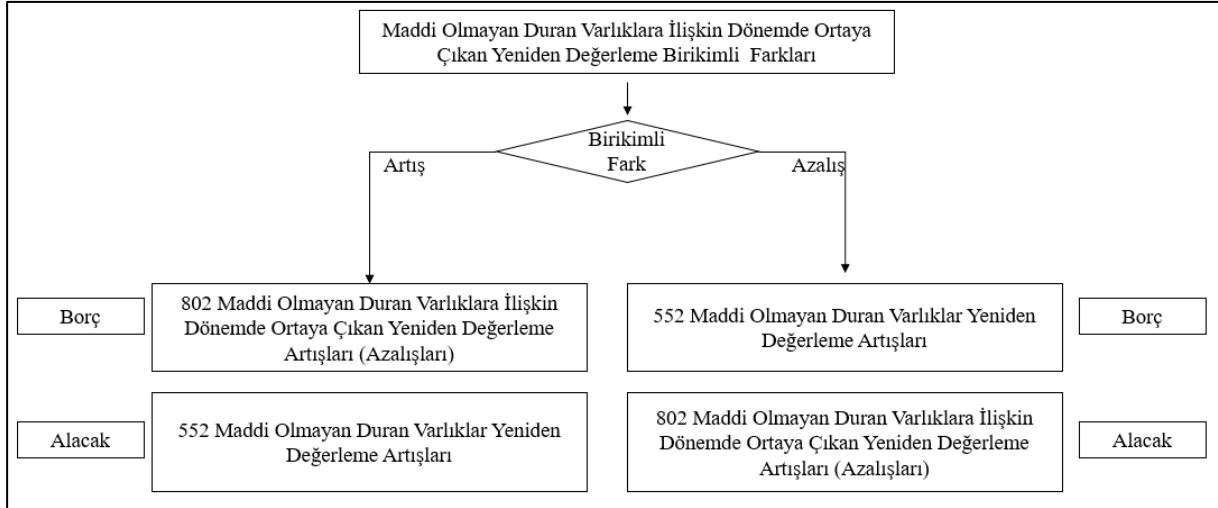 Maddi Olmayan Duran Varlıklara İlişkin Dönemde Ortaya
Çıkan Yeniden Değerleme Birikimli Farkları
Birikimli
Fark
Artış
Azalış
Borç
802 Maddi Olmayan Duran Varlıklara İlişkin
Dönemde Ortaya Çıkan Yeniden Değerleme
Artışları (Azalışları)
552 Maddi Olmayan Duran Varlıklar Yeniden
Değerleme Artışları
Borç
Alacak
552 Maddi Olmayan Duran Varlıklar Yeniden
Değerleme Artışları
802 Maddi Olmayan Duran Varlıklara İlişkin
Dönemde Ortaya Çıkan Yeniden Değerleme
Artışları (Azalışları)
Alacak